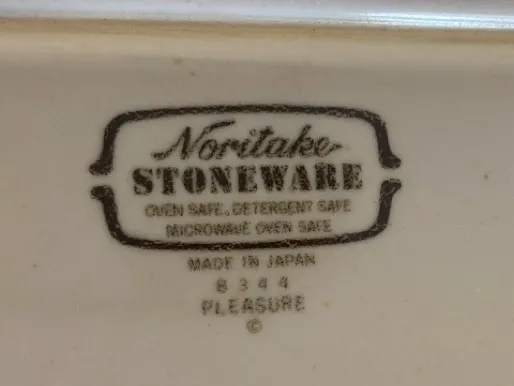 Noritake
STONEWARE
OVEN SAFE, DETERGENT SAFE
MICROWAVE OVEN SAFE
MADE IN JAPAN
8344
PLEASURE
©